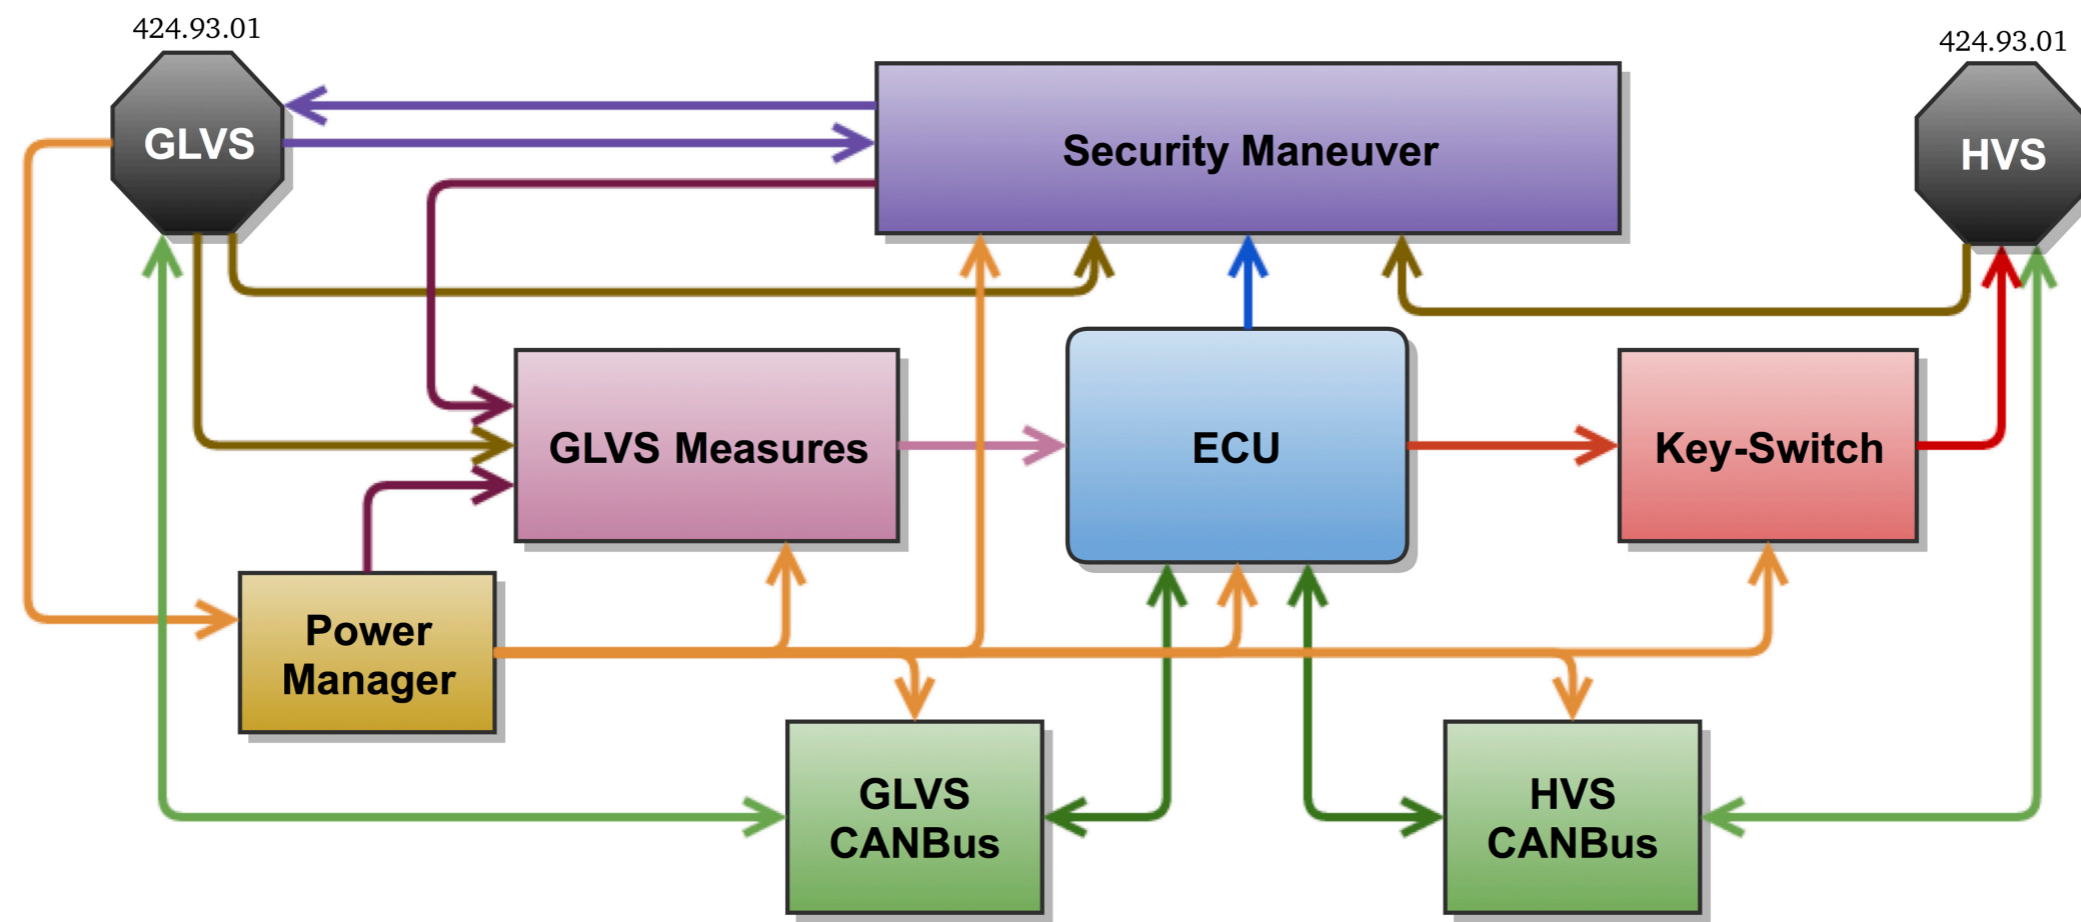 424.93.01
424.93.01
GLVS
Security Maneuver
HVS
GLVS Measures
ECU
Key-Switch
Power
Manager
GLVS
CANBus
HVS
CANBus